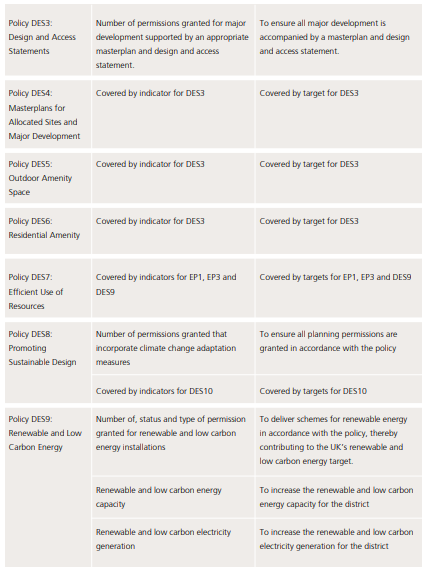 Policy DES3:
Design and Access
Statements
Number of permissions granted for major
development supported by an appropriate
masterplan and design and access
statement.
To ensure all major development is
accompanied by a masterplan and design
and access statement.
Policy DES4:
Masterplans for
Allocated Sites and
Major Development
Covered by indicator for DES3
Covered by target for DES3
Policy DES5:
Outdoor Amenity
Space
Covered by indicator for DES3
Covered by target for DES3
Policy DES6:
Residential Amenity
Covered by indicator for DES3
Covered by target for DES3
Policy DES7:
Efficient Use of
Resources
Covered by indicators for EP1, EP3 and
DES9
Covered by targets for EP1, EP3 and DES9
Policy DES8:
Promoting
Sustainable Design
Number of permissions granted that
incorporate climate change adaptation
measures
To ensure all planning permissions are
granted in accordance with the policy
Covered by indicators for DES10
Covered by targets for DES10
Policy DES9:
Renewable and Low
Carbon Energy
Number of, status and type of permission
granted for renewable and low carbon
energy installations
To deliver schemes for renewable energy
in accordance with the policy, thereby
contributing to the UK's renewable and
low carbon energy target.
Renewable and low carbon energy
capacity
To increase the renewable and low carbon
energy capacity for the district
Renewable and low carbon electricity
generation
To increase the renewable and low carbon
electricity generation for the district